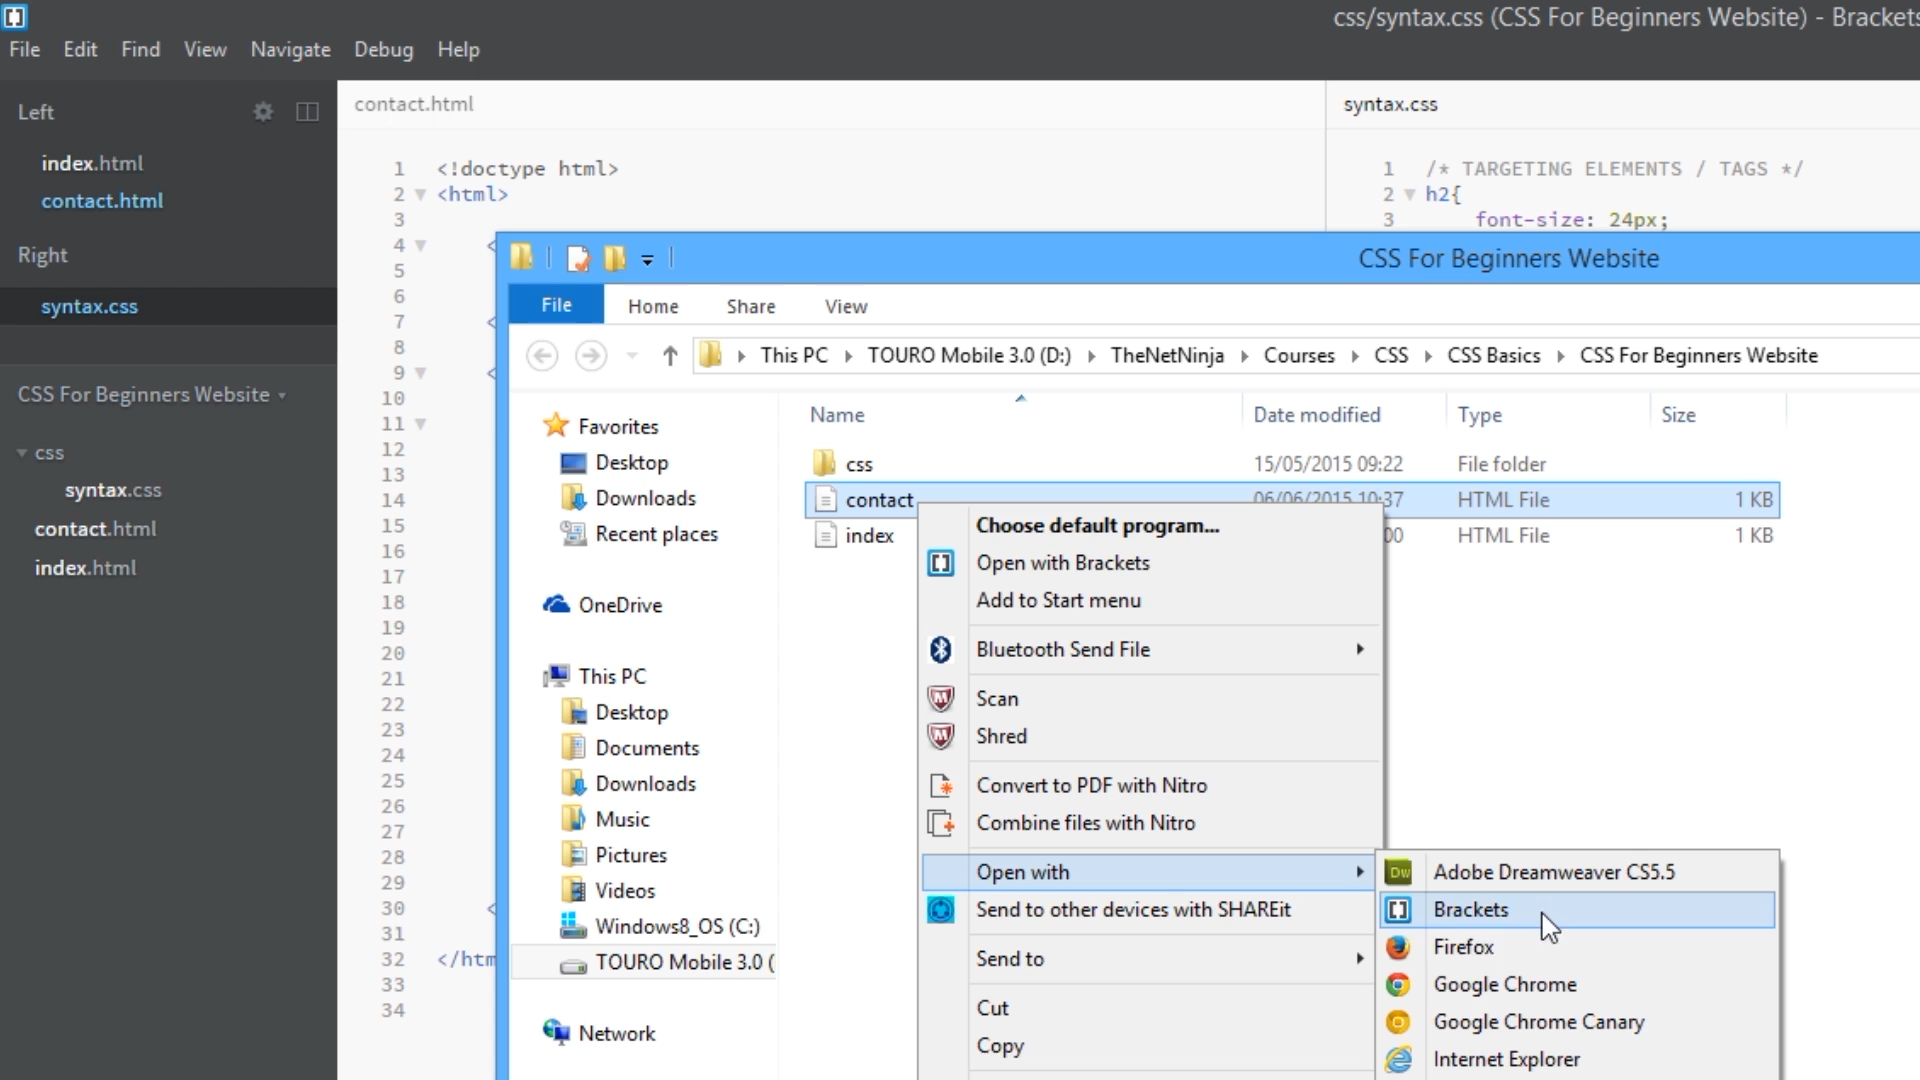 css/syntax.css (CSS For Beginners Website) - Brackets
File Edit Find View Navigate Debug Help
Left
index.html
contact.html
Right
syntax.css
CSS For Beginners Website
css
syntax.css
contact.html
index.html
contact.html
1 <!doctype html>
2 <html>
3
4 <
5
6
7 <
8
9 <
10
11
12
13
14
15
16
17
18
19
20
21
22
23
24
25
26
27
28
29
30 <
31
32 </htm
33
34
syntax.css
1 /* TARGETING ELEMENTS / TAGS */
2 h2{
3 font-size: 24px;
CSS For Beginners Website
File Home Share View
This PC TOURO Mobile 3.0 (D:) TheNetNinja Courses CSS CSS Basics CSS For Beginners Website
Favorites
Desktop
Downloads
Recent places
OneDrive
This PC
Desktop
Documents
Downloads
Music
Pictures
Videos
Windows8_OS (C:)
TOURO Mobile 3.0 (
Network
Name Date modified Type Size
css 15/05/2015 09:22 File folder
contact 06/06/2015 10:37 HTML File 1 KB
index 00 HTML File 1 KB
Choose default program...
Open with Brackets
Add to Start menu
Bluetooth Send File
Scan
Shred
Convert to PDF with Nitro
Combine files with Nitro
Open with
Send to other devices with SHAREit
Send to
Cut
Copy
Dw Adobe Dreamweaver CS5.5
Brackets
Firefox
Google Chrome
Google Chrome Canary
Internet Explorer